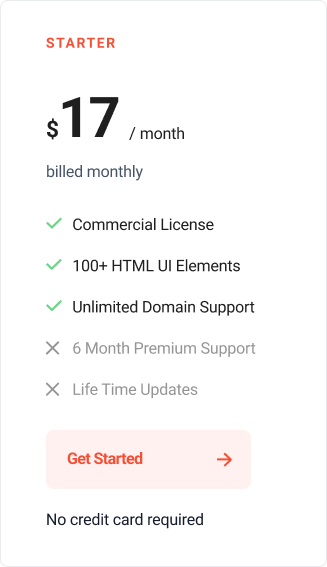 STARTER
$17 / month
billed monthly
Commercial License
100+ HTML UI Elements
Unlimited Domain Support
6 Month Premium Support
Life Time Updates
Get Started
No credit card required